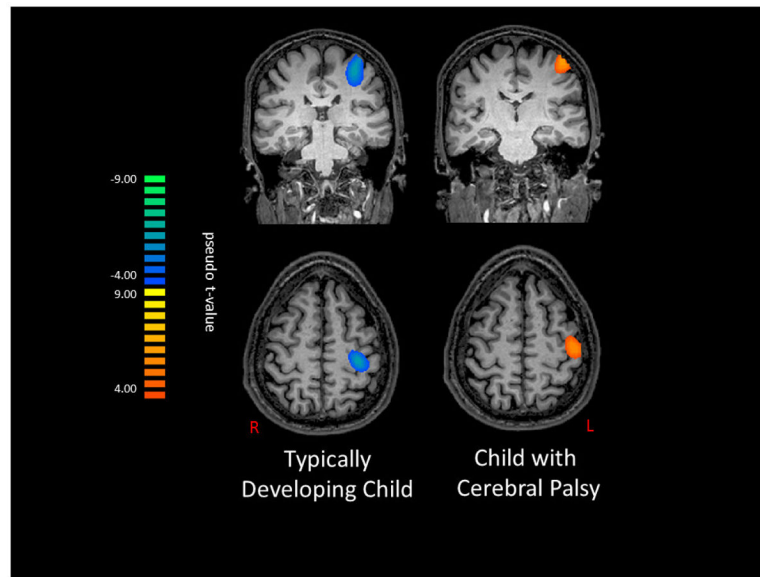 -9.00
-4.00
9.00
4.00
pseudo t-value
R
L
Typically
Developing Child
Child with
Cerebral Palsy